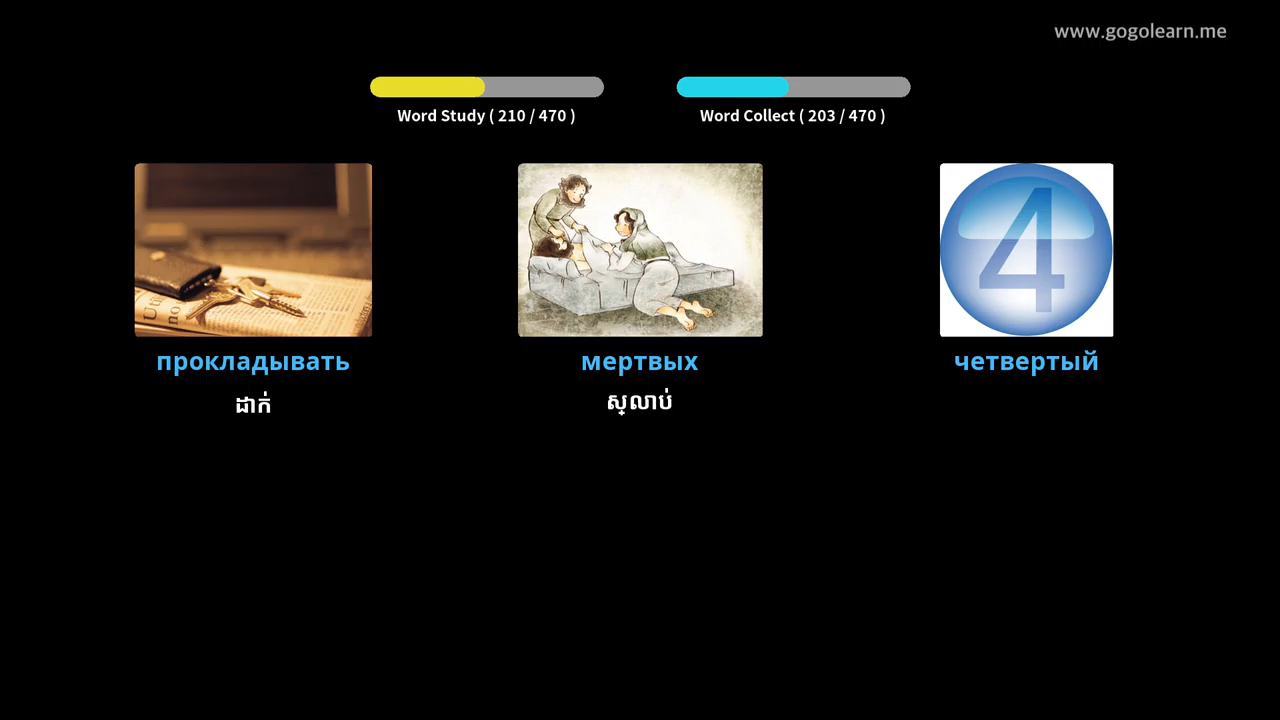 www.gogolearn.me
Word Study ( 210 / 470 )
Word Collect ( 203 / 470 )
4
прокладывать
мертвых
четвертый
ដាក់
ស្លាប់